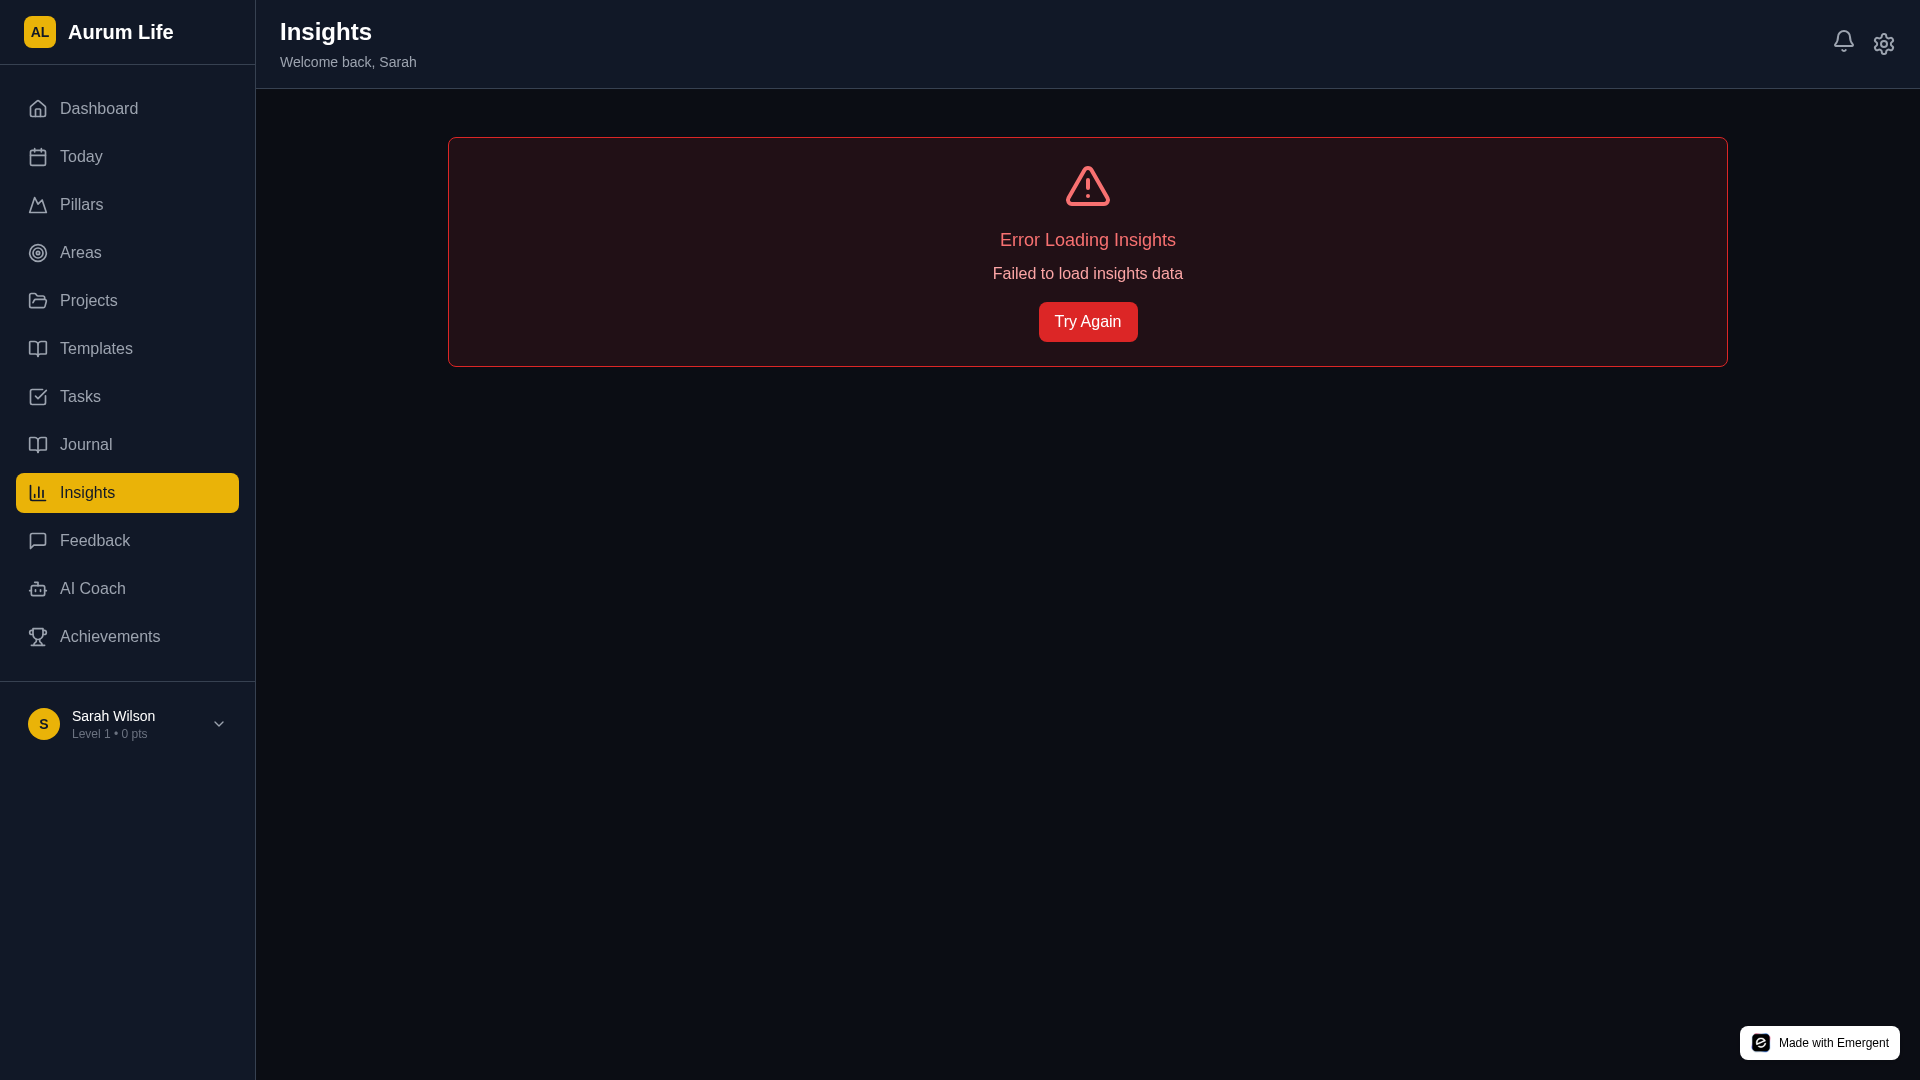 AL
Aurum Life
Dashboard
Today
Pillars
Areas
Projects
Templates
Tasks
Journal
Insights
Feedback
AI Coach
Achievements
S
Sarah Wilson
Level 1 • 0 pts
Insights
Welcome back, Sarah
Error Loading Insights
Failed to load insights data
Try Again
Made with Emergent